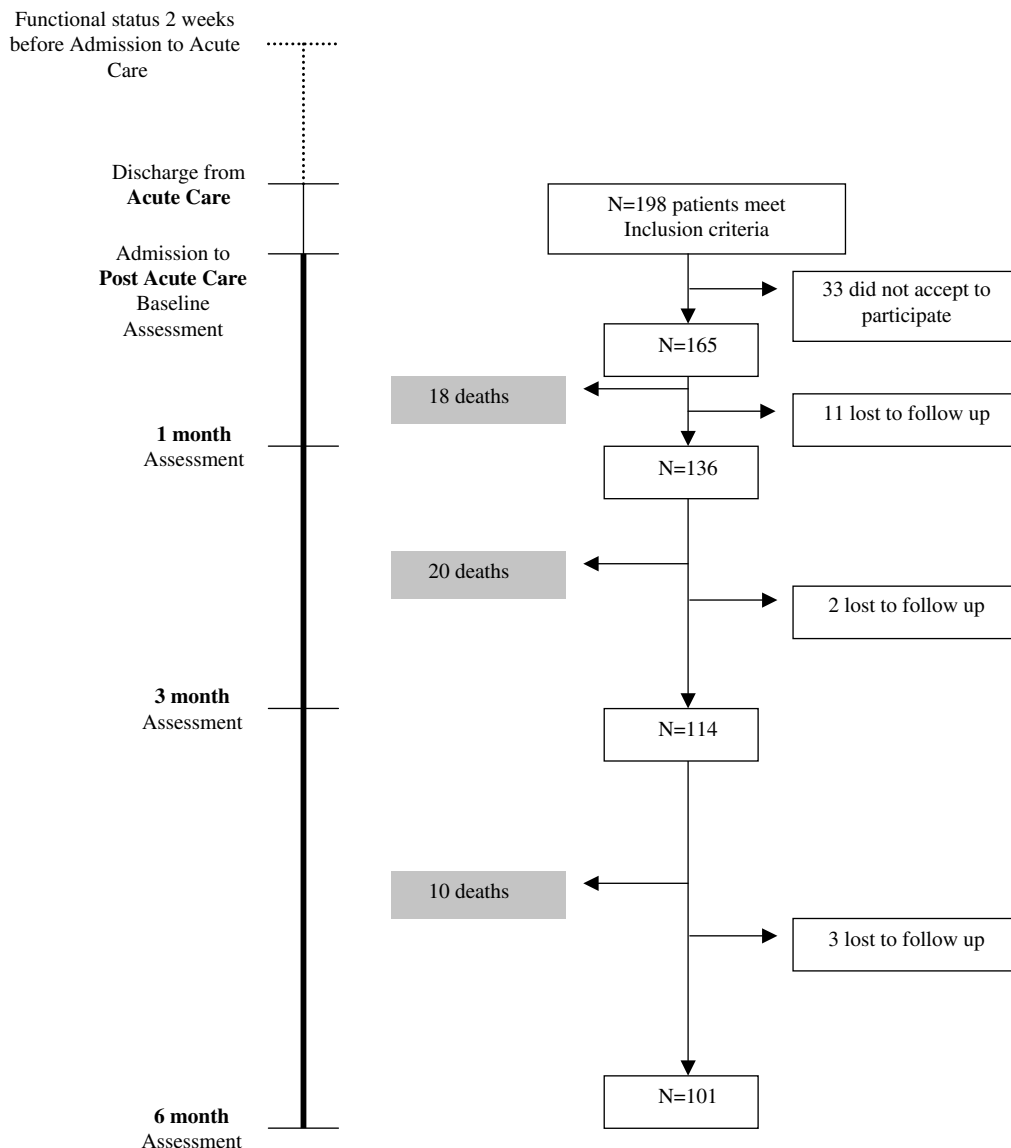 Functional status 2 weeks
before Admission to Acute
Care
Discharge from
Acute Care
N=198 patients meet
Inclusion criteria
Admission to
Post Acute Care
Baseline
Assessment
33 did not accept to
participate
N=165
18 deaths
11 lost to follow up
1 month
Assessment
N=136
20 deaths
2 lost to follow up
3 month
Assessment
N=114
10 deaths
3 lost to follow up
N=101
6 month
Assessment